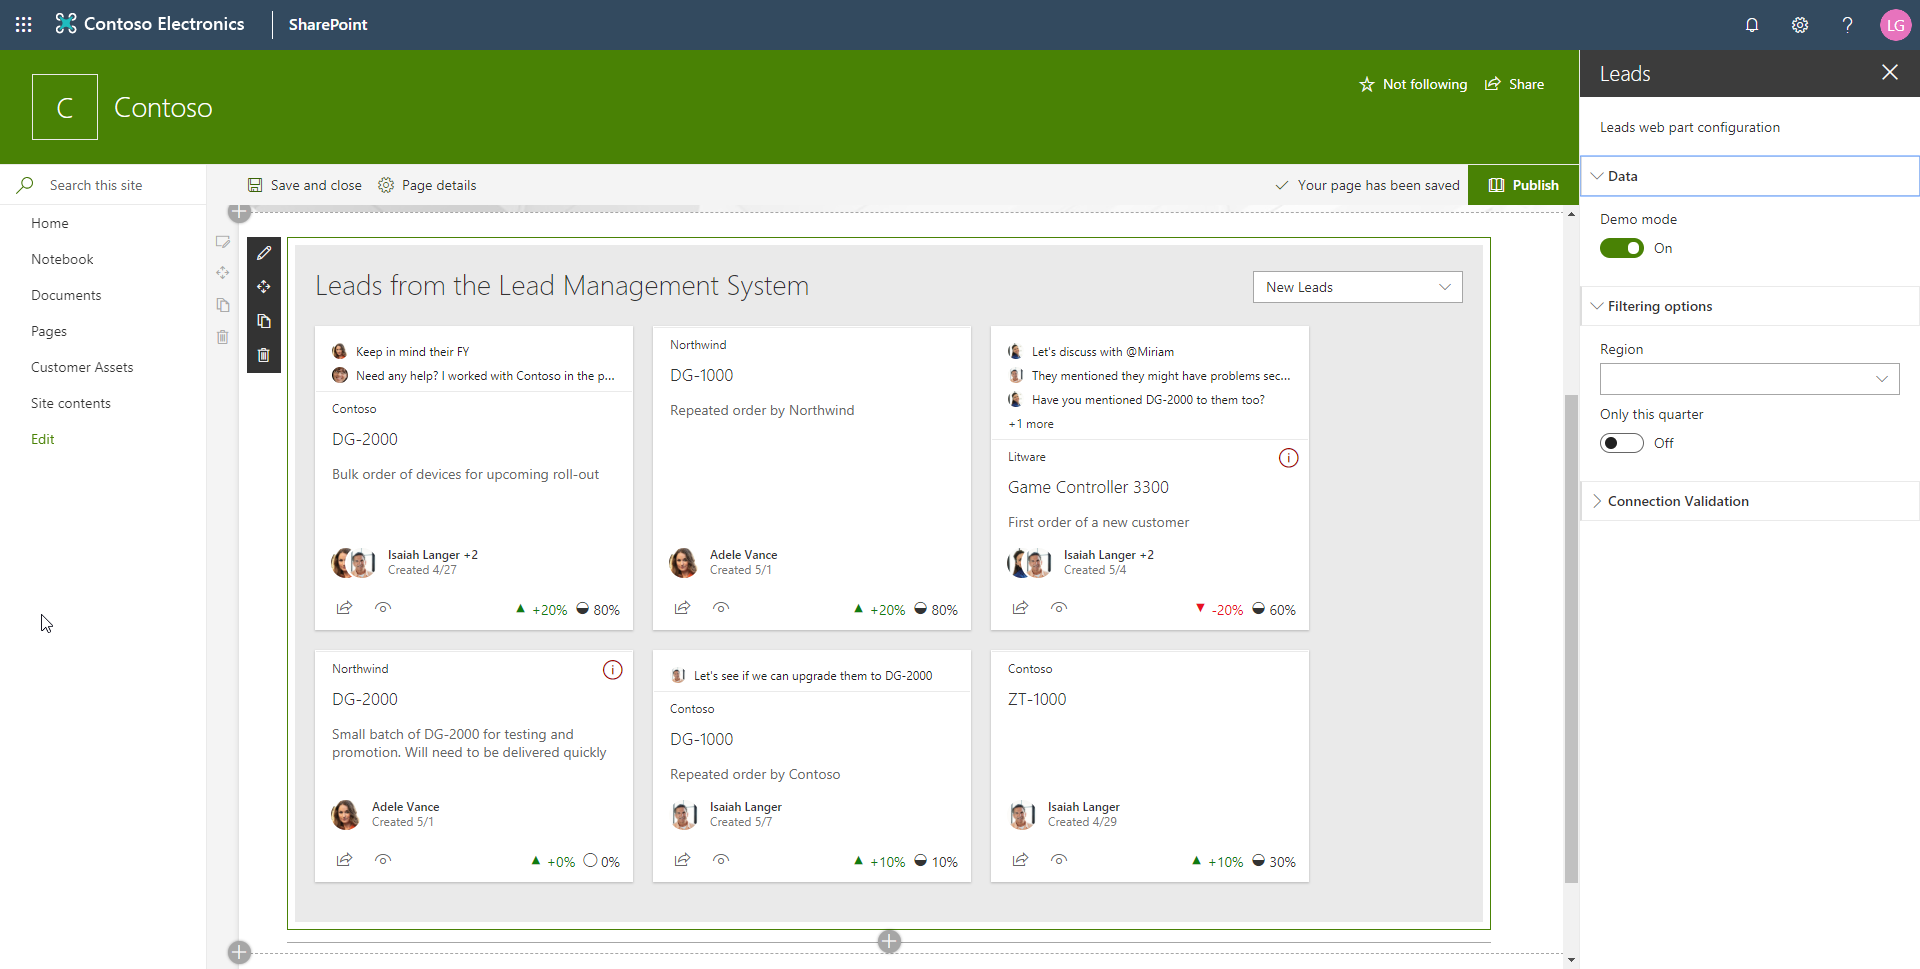 Contoso Electronics
SharePoint
LG
C
Contoso
Not following
Share
Search this site
Home
Notebook
Documents
Pages
Customer Assets
Site contents
Edit
Save and close
Page details
Your page has been saved
Publish
Leads from the Lead Management System
New Leads
Keep in mind their FY
Need any help? I worked with Contoso in the p...
Contoso
DG-2000
Bulk order of devices for upcoming roll-out
Isaiah Langer +2
Created 4/27
+20%
80%
Northwind
DG-1000
Repeated order by Northwind
Adele Vance
Created 5/1
+20%
80%
Let's discuss with @Miriam
They mentioned they might have problems sec...
Have you mentioned DG-2000 to them too?
+1 more
Litware
Game Controller 3300
First order of a new customer
Isaiah Langer +2
Created 5/4
-20%
60%
Northwind
DG-2000
Small batch of DG-2000 for testing and
promotion. Will need to be delivered quickly
Adele Vance
Created 5/1
+0%
0%
Let's see if we can upgrade them to DG-2000
Contoso
DG-1000
Repeated order by Contoso
Isaiah Langer
Created 5/7
+10%
10%
Contoso
ZT-1000
Isaiah Langer
Created 4/29
+10%
30%
Leads
Leads web part configuration
Data
Demo mode
On
Filtering options
Region
Only this quarter
Off
Connection Validation